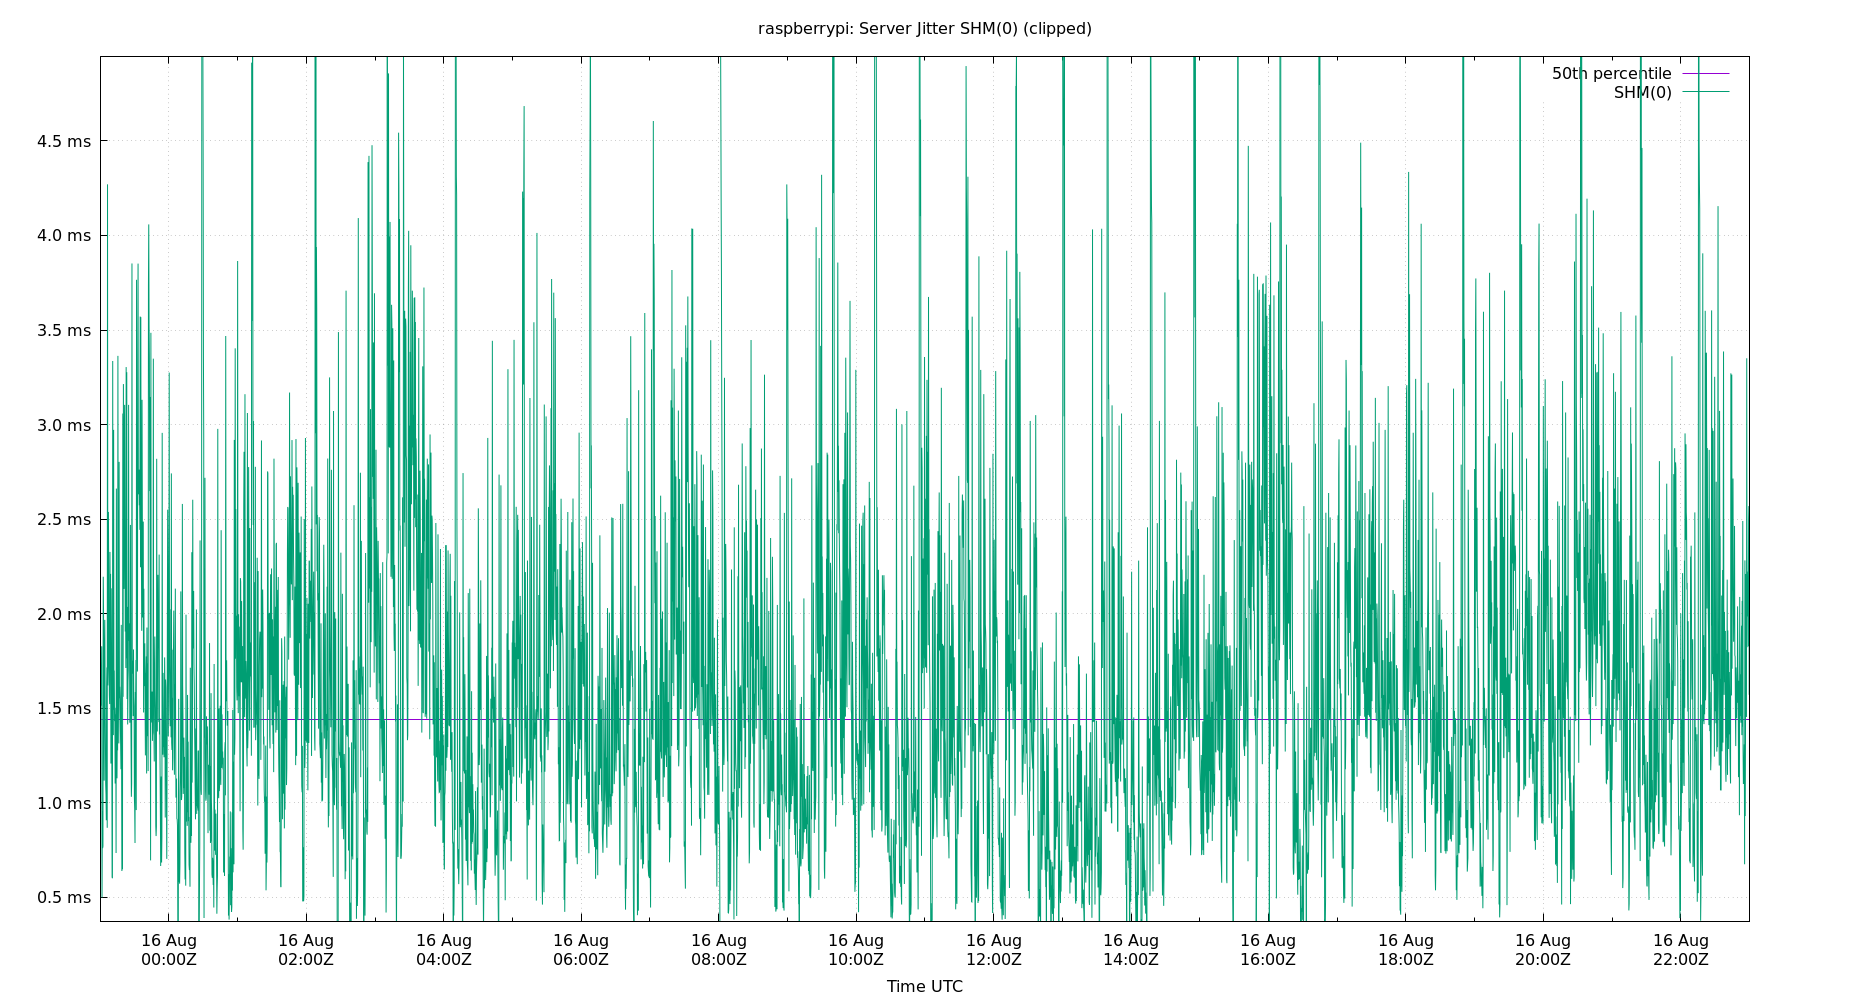 raspberrypi: Server Jitter SHM(0) (clipped)
50th percentile
SHM(0)
4.5 ms
4.0 ms
3.5 ms
3.0 ms
2.5 ms
2.0 ms
1.5 ms
1.0 ms
0.5 ms
16 Aug 16 Aug 16 Aug 16 Aug 16 Aug 16 Aug 16 Aug 16 Aug 16 Aug 16 Aug 16 Aug 16 Aug
00:00Z 02:00Z 04:00Z 06:00Z 08:00Z 10:00Z 12:00Z 14:00Z 16:00Z 18:00Z 20:00Z 22:00Z
Time UTC